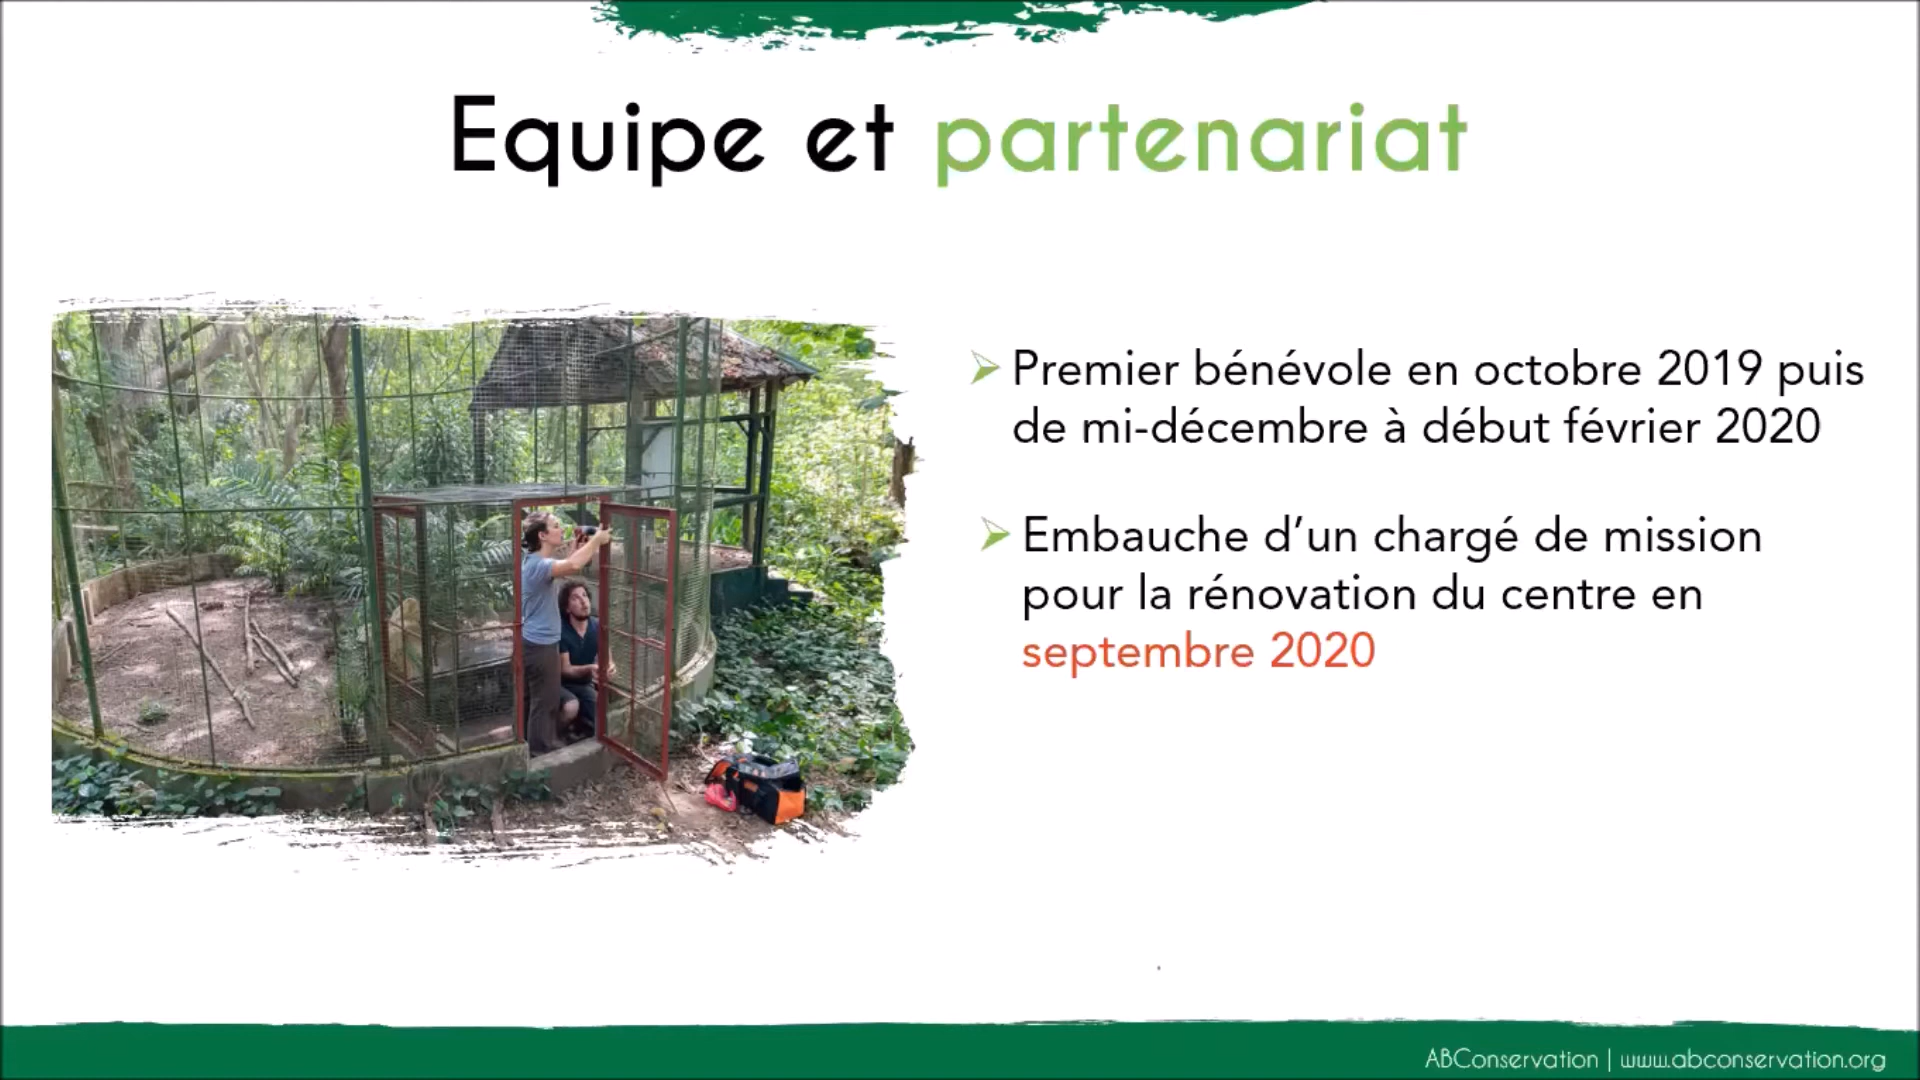 Equipe et partenariat
Premier bénévole en octobre 2019 puis
de mi-décembre à début février 2020
Embauche d’un chargé de mission
pour la rénovation du centre en
septembre 2020
ABConservation | www.abconservation.org